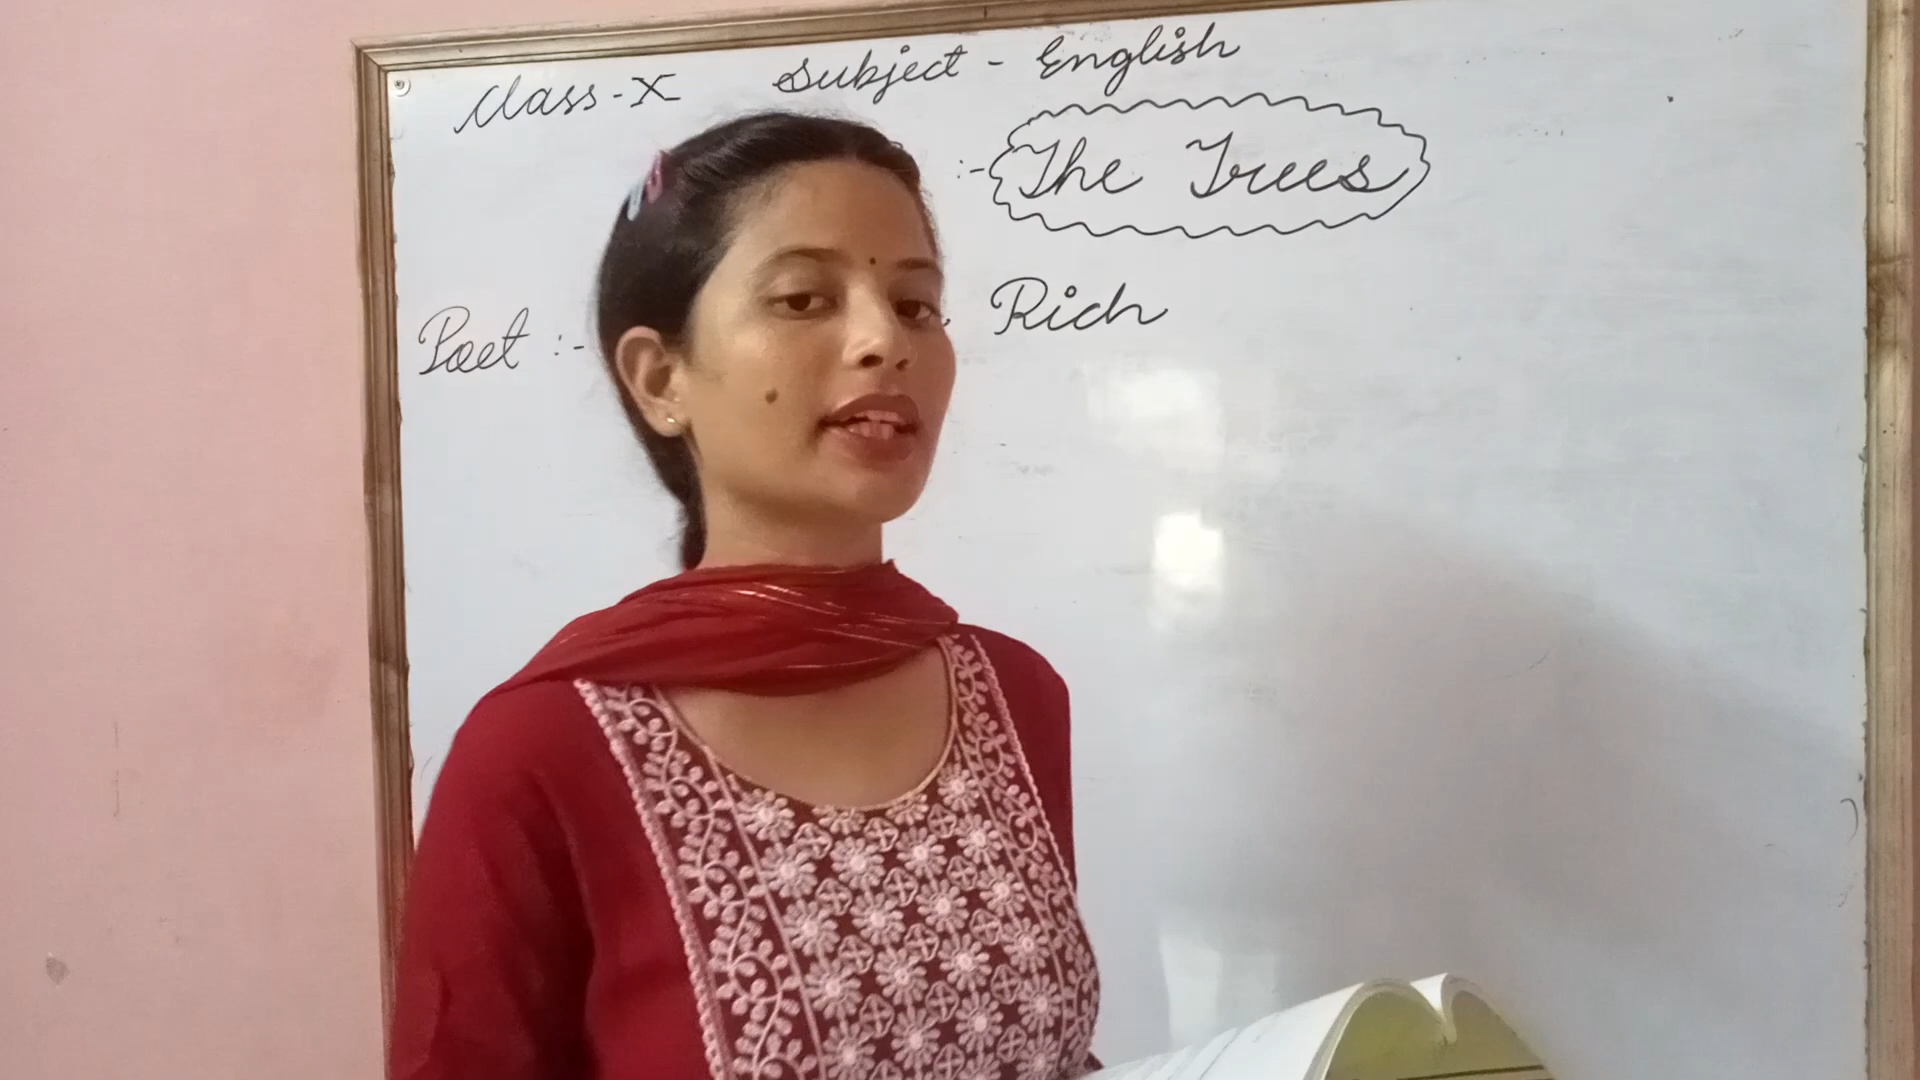 Class-X Subject - English
:- The Trees
Poet :- Rich